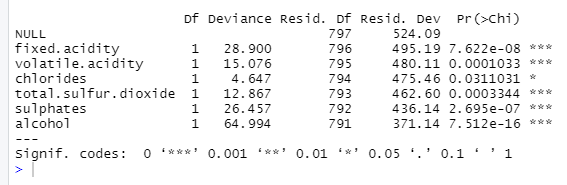 Df Deviance Resid. Df Resid. Dev Pr(>Chi)
NULL 797 524.09
fixed.acidity 1 28.900 796 495.19 7.622e-08 ***
volatile.acidity 1 15.076 795 480.11 0.0001033 ***
chlorides 1 4.647 794 475.46 0.0311031 *
total.sulfur.dioxide 1 12.867 793 462.60 0.0003344 ***
sulphates 1 26.457 792 436.14 2.695e-07 ***
alcohol 1 64.994 791 371.14 7.512e-16 ***
---
Signif. codes: 0 ‘***’ 0.001 ‘**’ 0.01 ‘*’ 0.05 ‘.’ 0.1 ‘ ’ 1
>